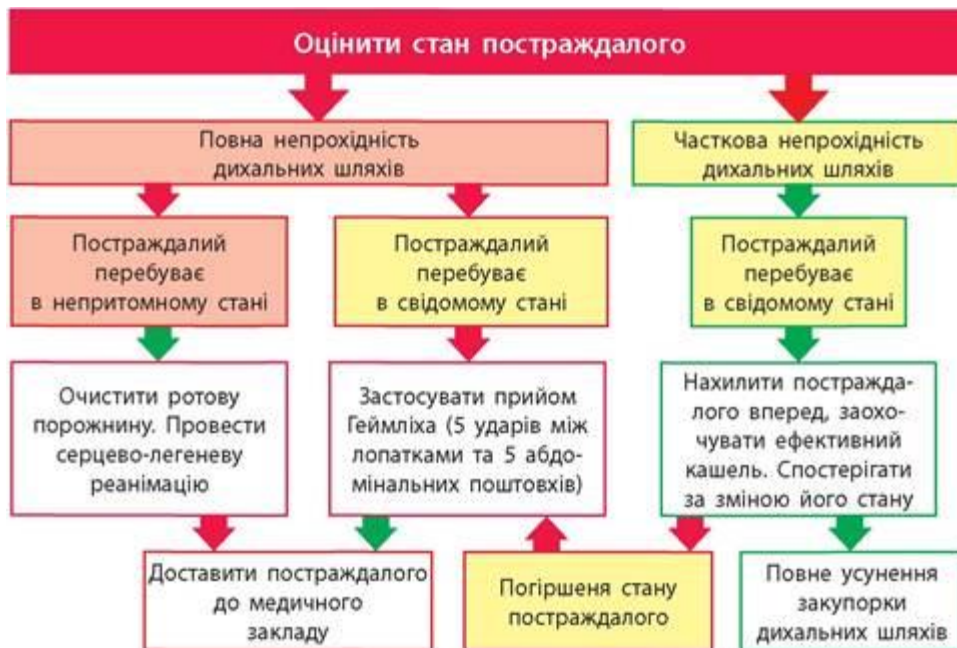 Оцінити стан постраждалого
Повна непрохідність
дихальних шляхів
Часткова непрохідність
дихальних шляхів
Постраждалий
перебуває
в непритомному стані
Постраждалий
перебуває
в свідомому стані
Постраждалий
перебуває
в свідомому стані
Очистити ротову
порожнину. Провести
серцево-легеневу
реанімацію
Застосувати прийом
Геймліха (5 ударів між
лопатками та 5 абдо-
мінальних поштовхів)
Нахилити постражда-
лого вперед, заохо-
чувати ефективний
кашель. Спостерігати
за зміною його стану
Доставити постраждалого
до медичного
закладу
Погіршеня стану
постраждалого
Повне усунення
закупорки
дихальних шляхів